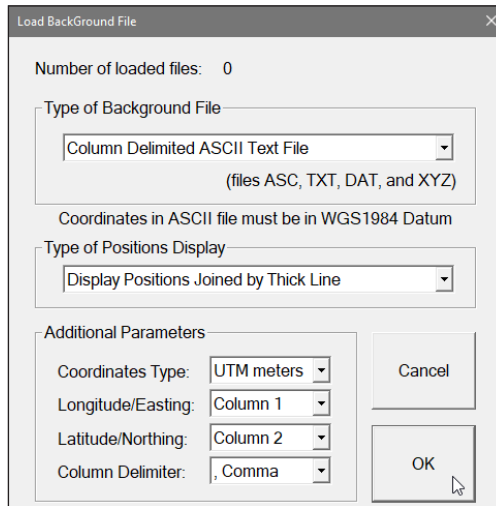 Load BackGround File
Number of loaded files: 0
Type of Background File
Column Delimited ASCII Text File
(files ASC, TXT, DAT, and XYZ)
Coordinates in ASCII file must be in WGS1984 Datum
Type of Positions Display
Display Positions Joined by Thick Line
Additional Parameters
Coordinates Type: UTM meters
Longitude/Easting: Column 1
Latitude/Northing: Column 2
Column Delimiter: , Comma
Cancel
OK